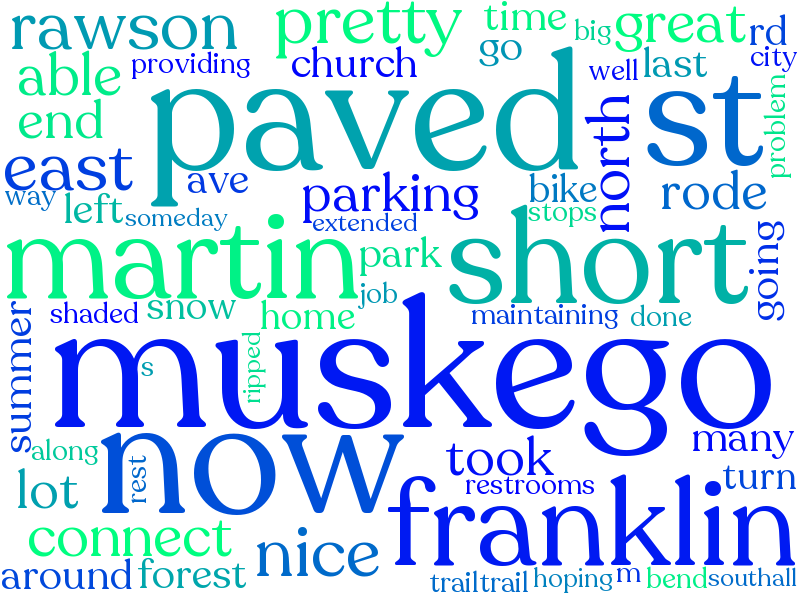 rawson
pretty
time
big
great
rd
city
able
providing
church
go
well
last
problem
end
paved
st
east
ave
parking
bike
north
rode
way
left
someday
extended
stops
martin
park
short
going
shaded
snow
home
job
maintaining
done
summer
s
ripped
muskego
along
rest
now
took
many
lot
restrooms
turn
connect
nice
franklin
around
forest
trailtrail
hoping
m
bend
southall